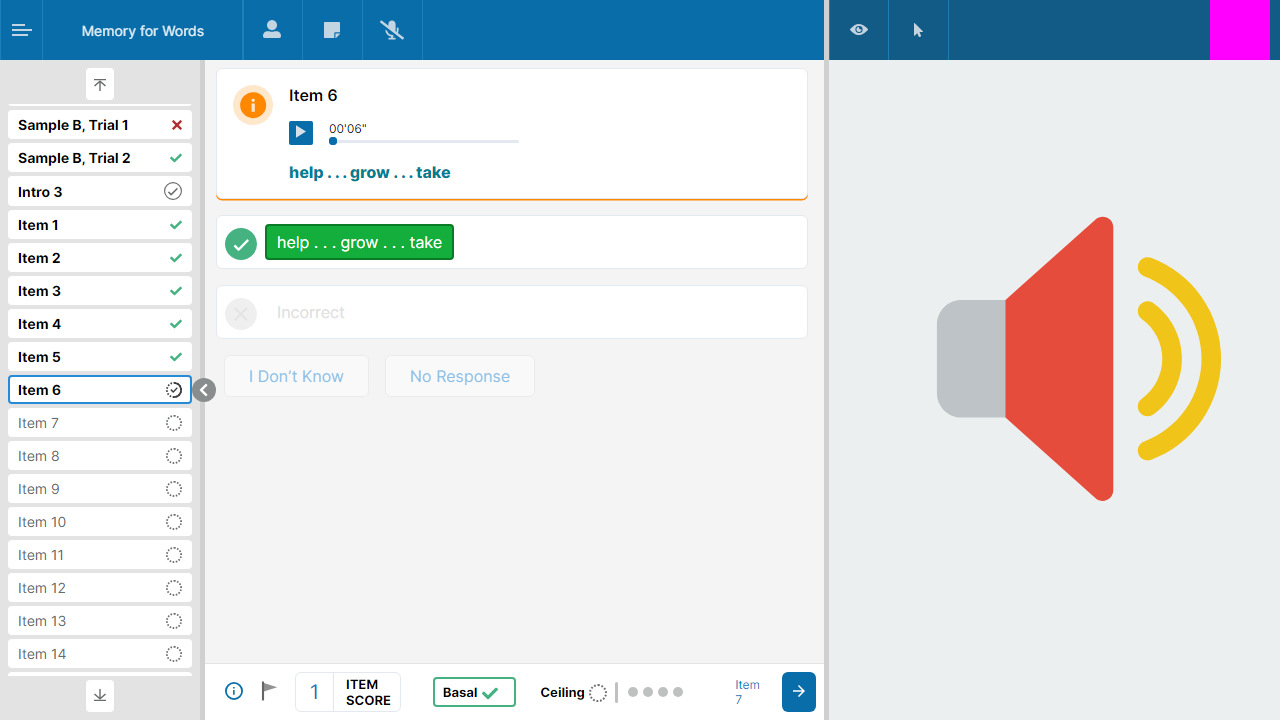 Memory for Words
Sample B, Trial 1
Sample B, Trial 2
Intro 3
Item 1
Item 2
Item 3
Item 4
Item 5
Item 6
Item 7
Item 8
Item 9
Item 10
Item 11
Item 12
Item 13
Item 14
Item 6
00'06"
help . . . grow . . . take
help . . . grow . . . take
Incorrect
I Don't Know
No Response
1
ITEM
SCORE
Basal
Ceiling
Item
7